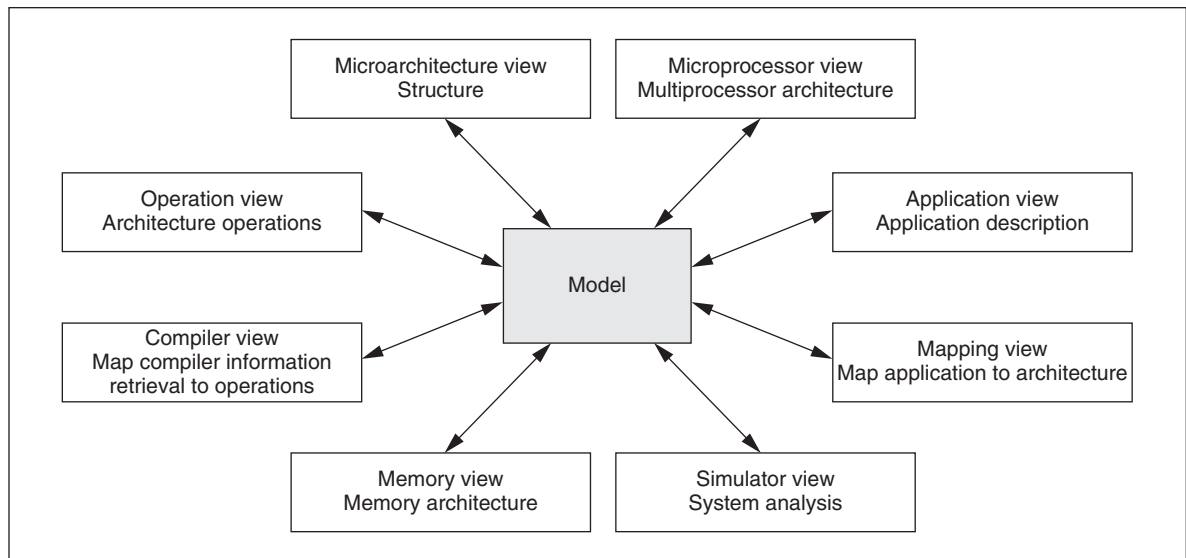 Microarchitecture view
Structure
Microprocessor view
Multiprocessor architecture
Operation view
Architecture operations
Application view
Application description
Model
Compiler view
Map compiler information
retrieval to operations
Mapping view
Map application to architecture
Memory view
Memory architecture
Simulator view
System analysis